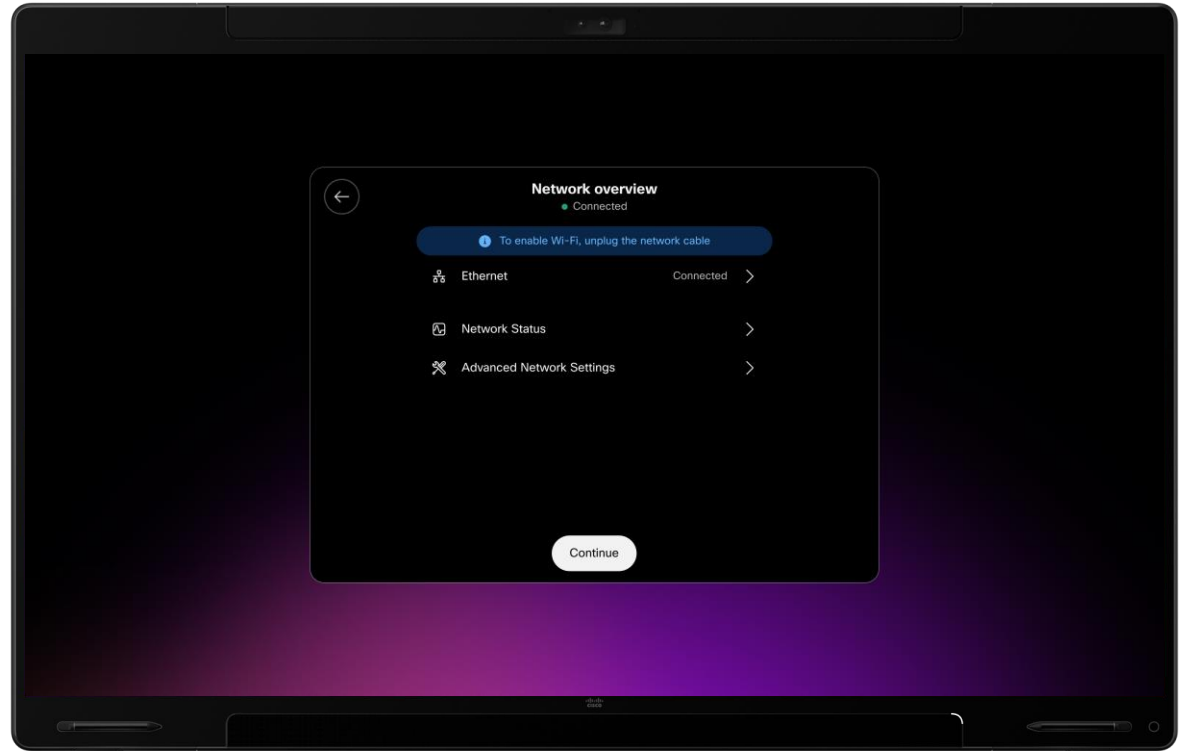 Network overview
Connected
To enable Wi-Fi, unplug the network cable
Ethernet Connected
Network Status
Advanced Network Settings
Continue
CISCO